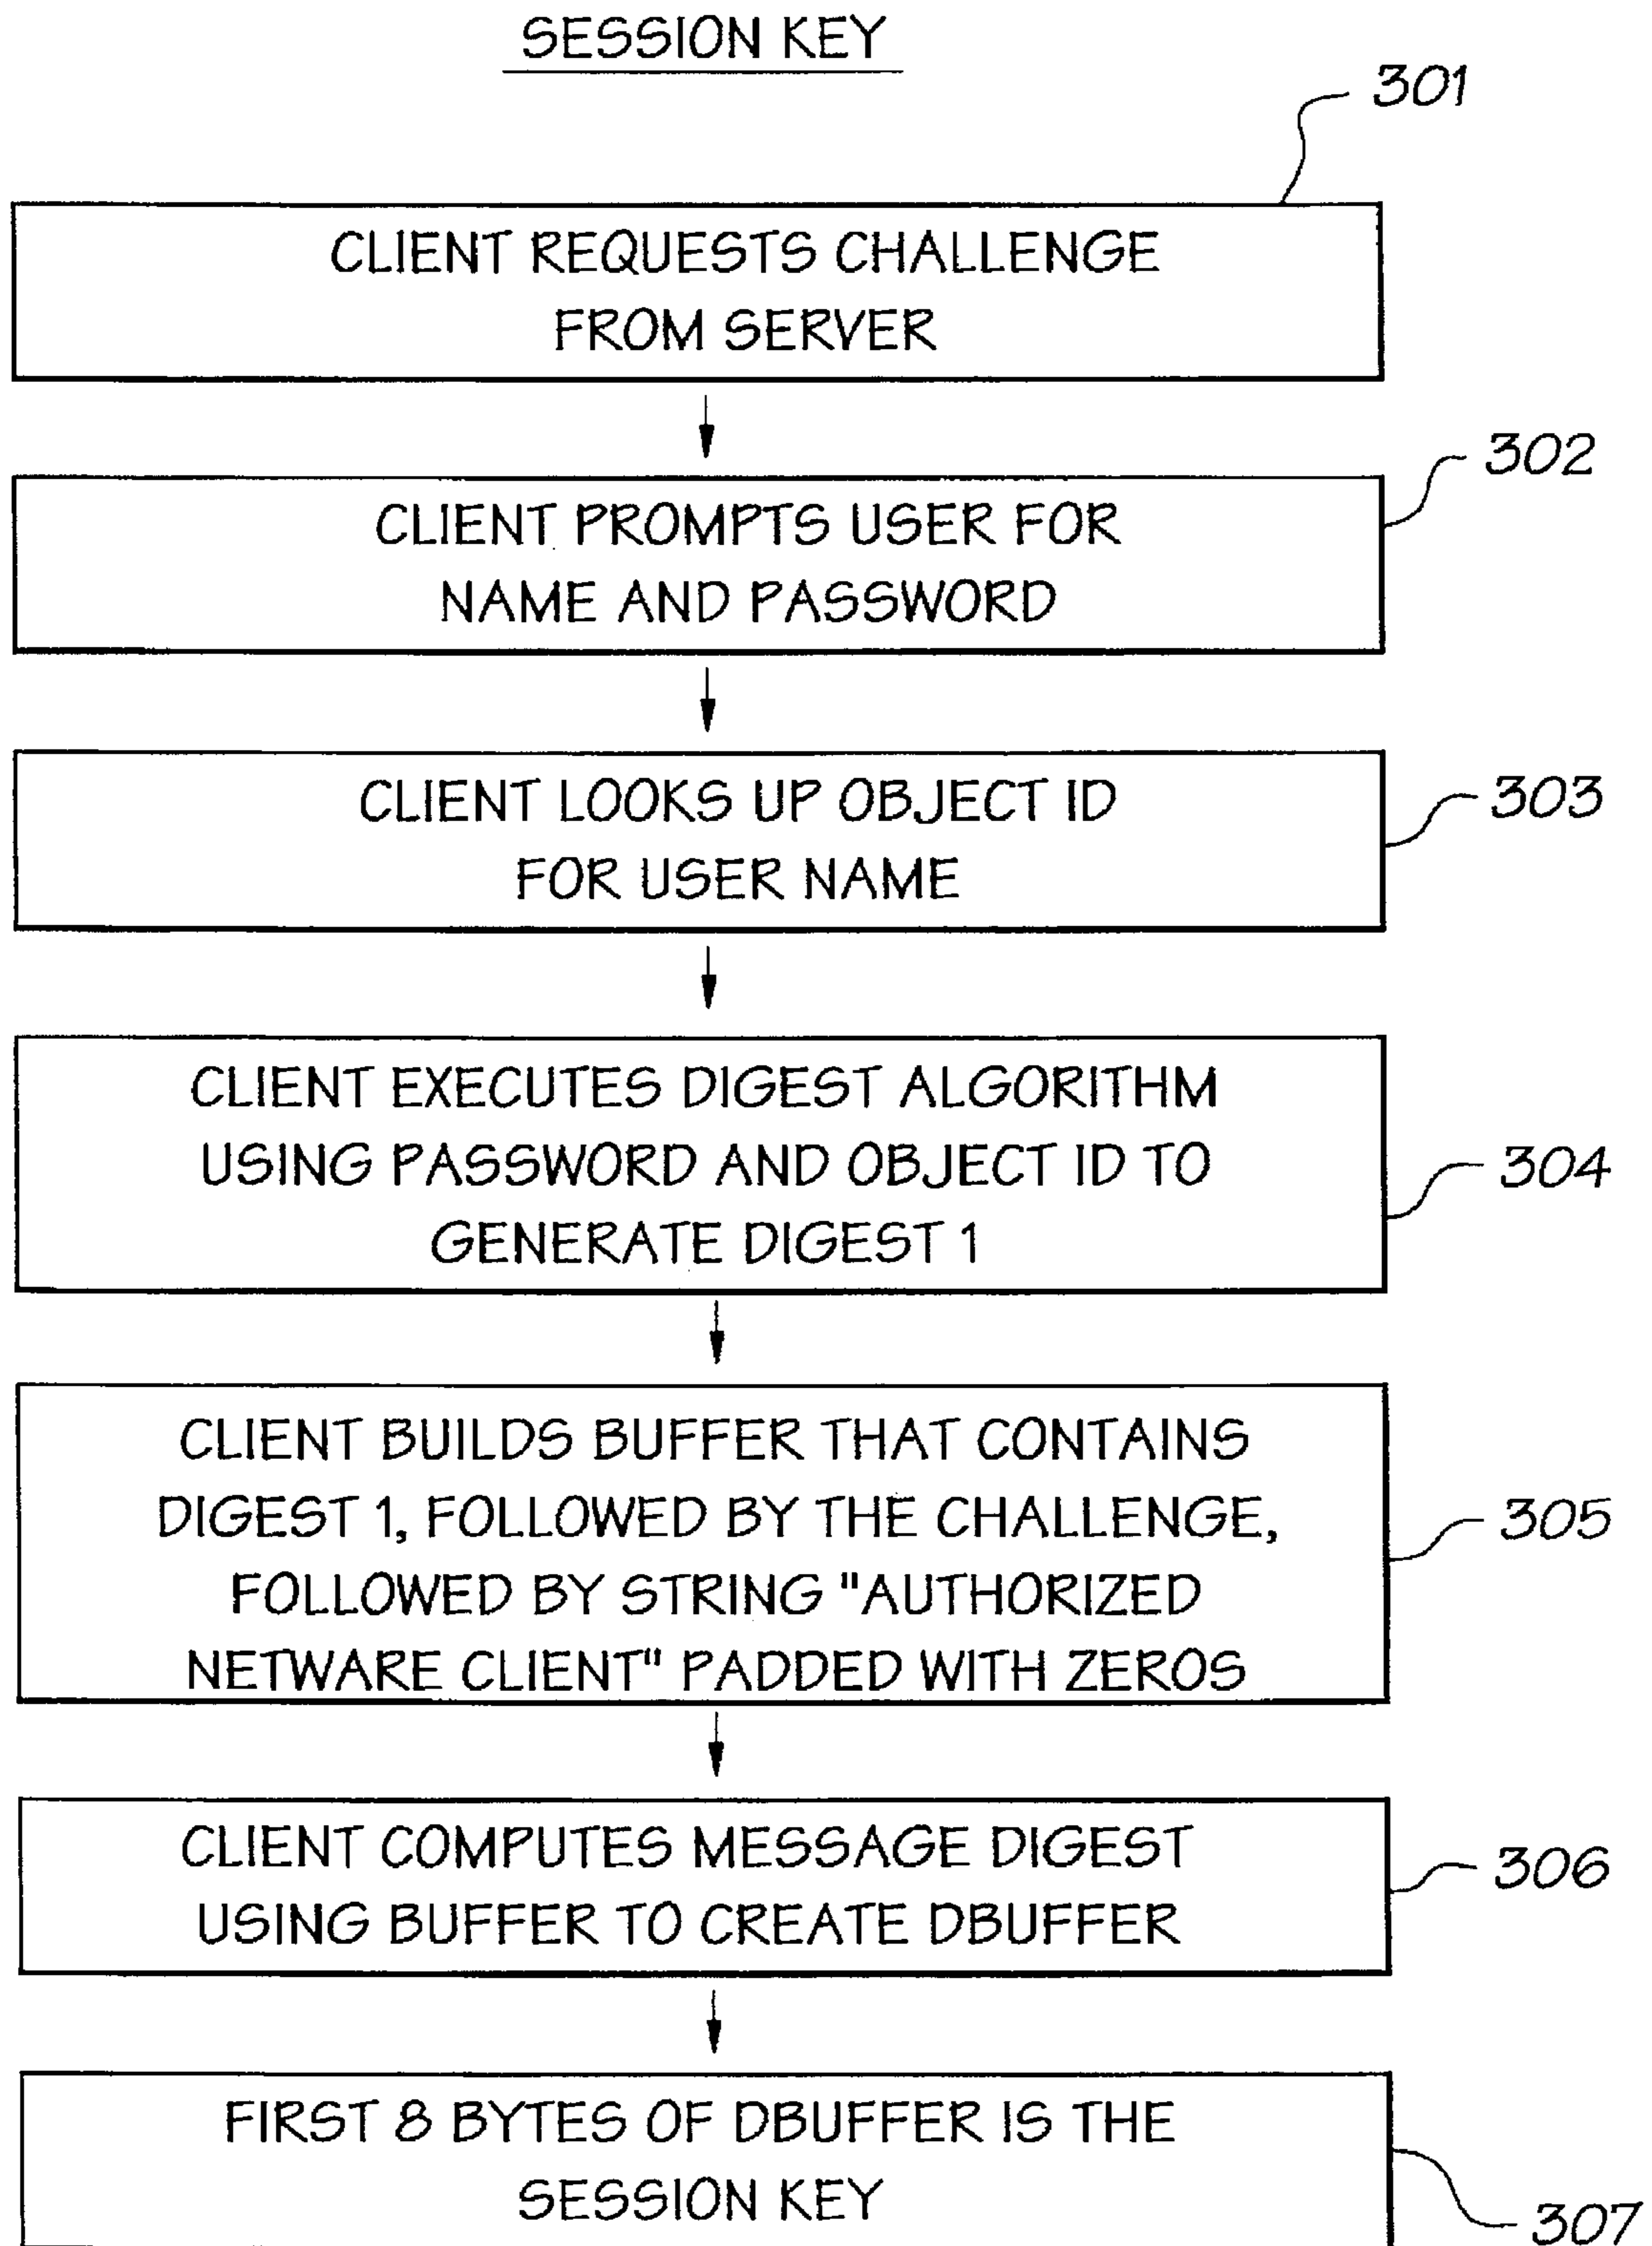 SESSION KEY
301
CLIENT REQUESTS CHALLENGE
FROM SERVER
302
CLIENT PROMPTS USER FOR
NAME AND PASSWORD
303
CLIENT LOOKS UP OBJECT ID
FOR USER NAME
304
CLIENT EXECUTES DIGEST ALGORITHM
USING PASSWORD AND OBJECT ID TO
GENERATE DIGEST 1
305
CLIENT BUILDS BUFFER THAT CONTAINS
DIGEST 1, FOLLOWED BY THE CHALLENGE,
FOLLOWED BY STRING "AUTHORIZED
NETWARE CLIENT" PADDED WITH ZEROS
306
CLIENT COMPUTES MESSAGE DIGEST
USING BUFFER TO CREATE DBUFFER
307
FIRST 8 BYTES OF DBUFFER IS THE
SESSION KEY